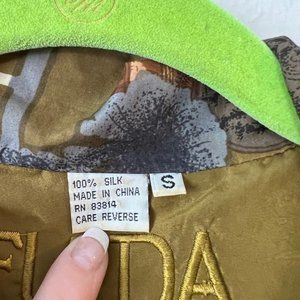 100% SILK
MADE IN CHINA
RN 83814
CARE REVERSE
S